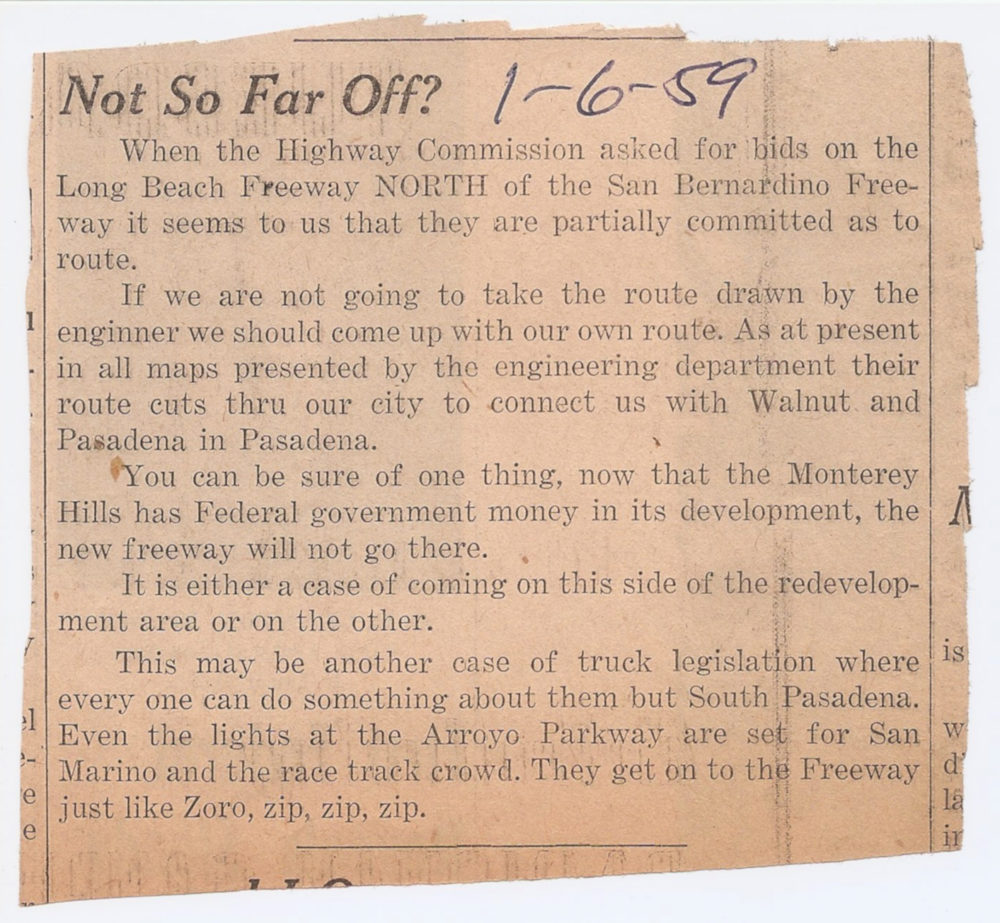 Not So Far Off? 1-6-59
When the Highway Commission asked for bids on the
Long Beach Freeway NORTH of the San Bernardino Free-
way it seems to us that they are partially committed as to
route.
If we are not going to take the route drawn by the
enginner we should come up with our own route. As at present
in all maps presented by the engineering department their
route cuts thru our city to connect us with Walnut and
Pasadena in Pasadena.
You can be sure of one thing, now that the Monterey
Hills has Federal government money in its development, the
new freeway will not go there.
It is either a case of coming on this side of the redevelop-
ment area or on the other.
This may be another case of truck legislation where
every one can do something about them but South Pasadena.
Even the lights at the Arroyo Parkway are set for San
Marino and the race track crowd. They get on to the Freeway
just like Zoro, zip, zip, zip.
is
w
d
la